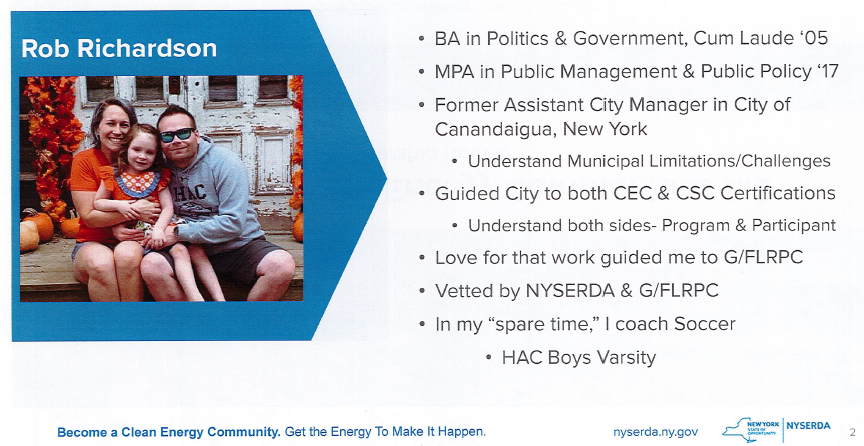 Rob Richardson
HAC
• BA in Politics & Government, Cum Laude ‘05
• MPA in Public Management & Public Policy ‘17
• Former Assistant City Manager in City of
Canandaigua, New York
• Understand Municipal Limitations/Challenges
• Guided City to both CEC & CSC Certifications
• Understand both sides- Program & Participant
• Love for that work guided me to G/FLRPC
• Vetted by NYSERDA & G/FLRPC
• In my “spare time,” I coach Soccer
• HAC Boys Varsity
Become a Clean Energy Community. Get the Energy To Make It Happen.
nyserda.ny.gov
NEW YORK
STATE OF
OPPORTUNITY
NYSERDA
2